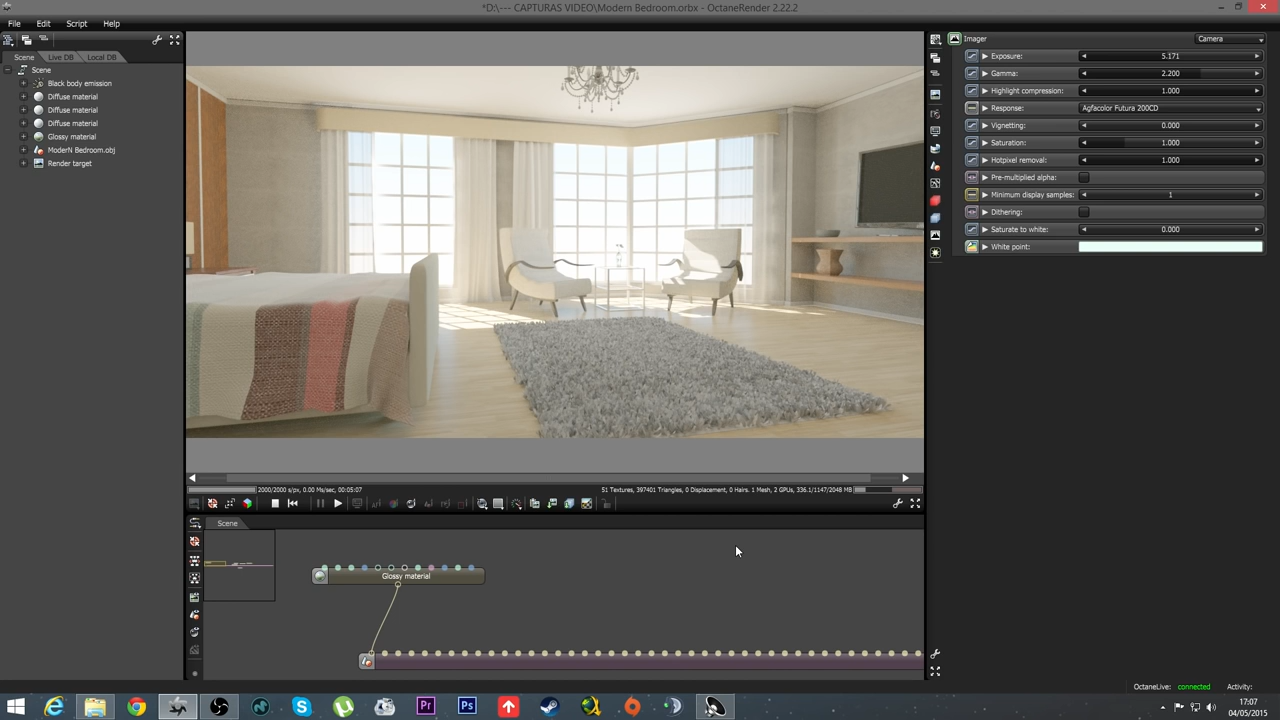 *D:\--- CAPTURAS VIDEO\Modern Bedroom.orbx - OctaneRender 2.22.2
File Edit Script Help
Scene Live DB Local DB
Scene
Black body emission
Diffuse material
Diffuse material
Diffuse material
Glossy material
ModerN Bedroom.obj
Render target
Imager Camera
Exposure: 5.171
Gamma: 2.200
Highlight compression: 1.000
Response: Agfacolor Futura 200CD
Vignetting: 0.000
Saturation: 1.000
Hotpixel removal: 1.000
Pre-multiplied alpha:
Minimum display samples: 1
Dithering:
Saturate to white: 0.000
White point:
2000/2000 s/px, 0.00 Ms/sec, 00:05:07 51 Textures, 397401 Triangles, 0 Displacement, 0 Hairs. 1 Mesh, 2 GPUs, 336.1/1147/2048 MB
Scene
Glossy material
OctaneLive: connected Activity:
Pr Ps
17:07
04/05/2015